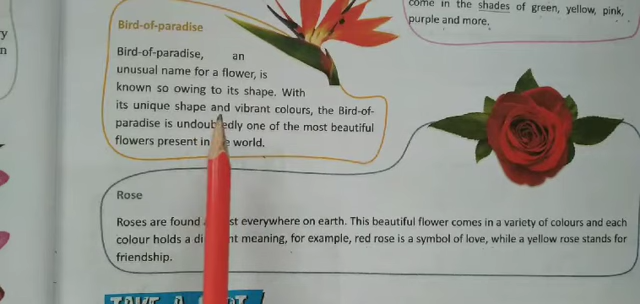 come in the shades of green, yellow, pink,
purple and more.
y
n
Bird-of-paradise
Bird-of-paradise, an
unusual name for a flower, is
known so owing to its shape. With
its unique shape and vibrant colours, the Bird-of-
paradise is undoubtedly one of the most beautiful
flowers present in world.
Rose
Roses are found everywhere on earth. This beautiful flower comes in a variety of colours and each
colour holds a meaning, for example, red rose is a symbol of love, while a yellow rose stands for
friendship.